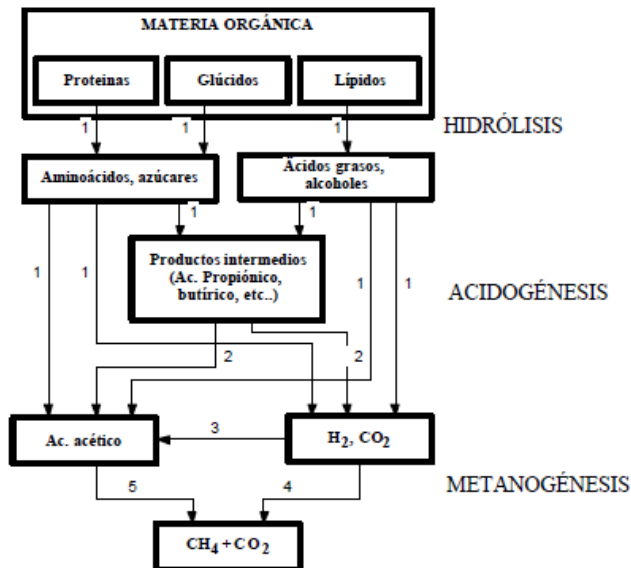 MATERIA ORGÁNICA
Proteinas
Glúcidos
Lípidos
1
1
1
HIDRÓLISIS
Aminoácidos, azúcares
Ácidos grasos,
alcoholes
1
1
Productos intermedios
(Ac. Propiónico,
butírico, etc..)
1
1
1
1
ACIDOGÉNESIS
2
2
Ac. acético
3
H2, CO2
5
4
METANOGÉNESIS
CH4 + CO2